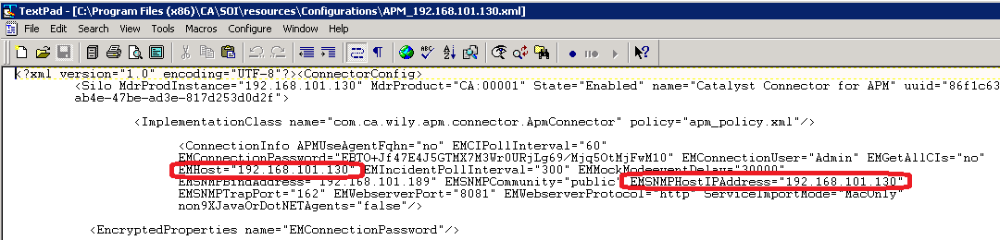 TextPad - [C:\Program Files (x86)\CA\SOI\resources\Configurations\APM_192.168.101.130.xml]
File Edit Search View Tools Macros Configure Window Help
<?xml version="1.0" encoding="UTF-8"?><ConnectorConfig>
<Silo MdrProdInstance="192.168.101.130" MdrProduct="CA:00001" State="Enabled" name="Catalyst Connector for APM" uuid="86f1c63
ab4e-47be-ad3e-817d253d0d2f">
<ImplementationClass name="com.ca.wily.apm.connector.ApmConnector" policy="apm_policy.xml"/>
<ConnectionInfo APMUseAgentFqhn="no" EMCIPollInterval="60"
EMConnectionPassword="EBTO+Jf47E4J5GTMX7M3Wr0URjLg69/Mjq5OtMjFwM10" EMConnectionUser="Admin" EMGetAllCIs="no"
EMHost="192.168.101.130" EMIncidentPollInterval="300" EMMockModeeventDelay="30000"
EMSNMPBindAddress="192.168.101.189" EMSNMPCommunity="public" EMSNMPHostIPAddress="192.168.101.130"
EMSNMPTrapPort="162" EMWebserverPort="8081" EMWebserverProtocol="http" ServiceImportMode="MacOnly"
non9XJavaOrDotNETAgents="false"/>
<EncryptedProperties name="EMConnectionPassword"/>